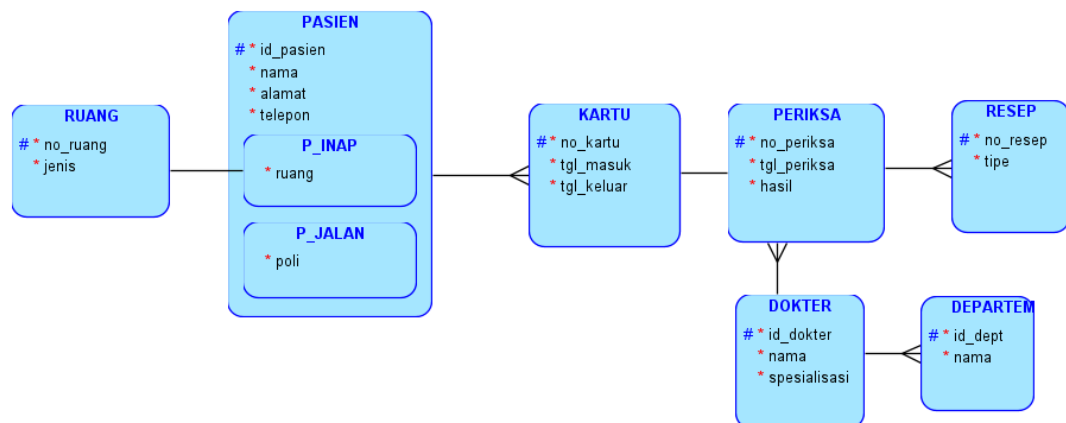 RUANG
# * no_ruang
* jenis
PASIEN
# * id_pasien
* nama
* alamat
* telepon
P_INAP
* ruang
P_JALAN
* poli
KARTU
# * no_kartu
* tgl_masuk
* tgl_keluar
PERIKSA
# * no_periksa
* tgl_periksa
* hasil
RESEP
# * no_resep
* tipe
DOKTER
# * id_dokter
* nama
* spesialisasi
DEPARTEM
# * id_dept
* nama